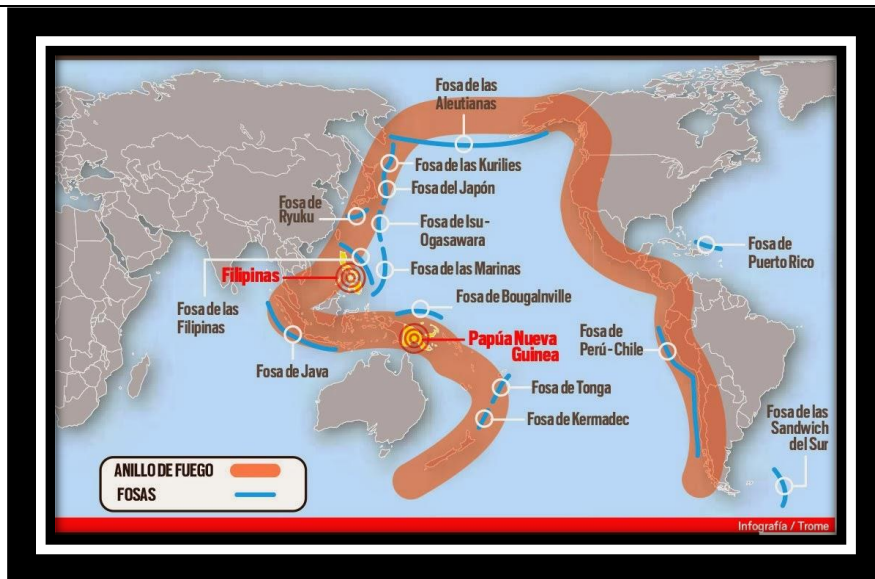 Fosa de las
Aleutianas
Fosa de las Kurilies
Fosa del Japón
Fosa de
Ryuku
Fosa de Isu-
Ogasawara
Filipinas
Fosa de las Marinas
Fosa de las
Filipinas
Fosa de Bougalnville
Papúa Nueva
Guinea
Fosa de Java
Fosa de Tonga
Fosa de Kermadec
Fosa de
Puerto Rico
Fosa de
Perú-Chile
Fosa de las
Sandwich
del Sur
ANILLO DE FUEGO
FOSAS
Infografía / Trome